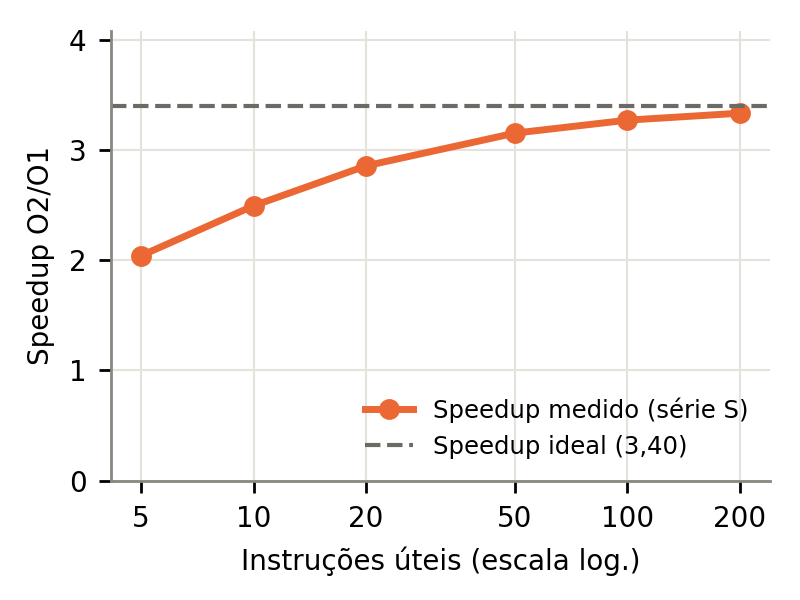 4
3
2
1
0
Speedup O2/O1
Speedup medido (série S)
Speedup ideal (3,40)
5 10 20 50 100 200
Instruções úteis (escala log.)